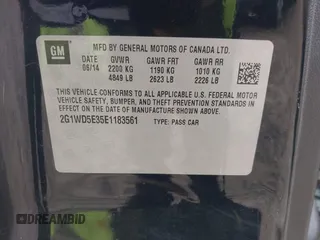 GM
MFD BY GENERAL MOTORS OF CANADA LTD.
DATE GVWR GAWR FRT GAWR RR
08/14 2200 KG 1190 KG 1010 KG
4849 LB 2623 LB 2226 LB
THIS VEHICLE CONFORMS TO ALL APPLICABLE U.S. FEDERAL MOTOR
VEHICLE SAFETY, BUMPER, AND THEFT PREVENTION STANDARDS IN
EFFECT ON THE DATE OF MANUFACTURE SHOWN ABOVE.
2G1WD5E35E1183561 TYPE: PASS CAR
DREAMBID